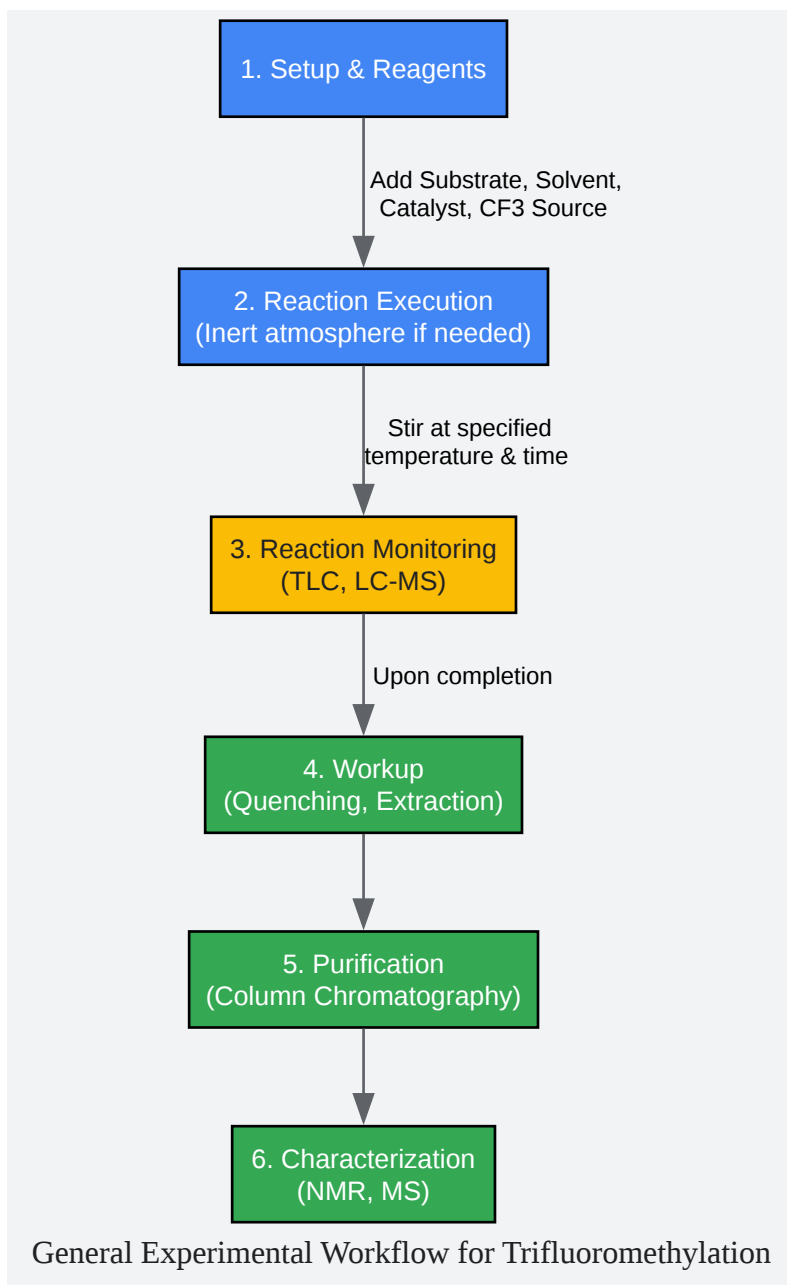 1. Setup & Reagents
Add Substrate, Solvent,
Catalyst, CF3 Source
2. Reaction Execution
(Inert atmosphere if needed)
Stir at specified
temperature & time
3. Reaction Monitoring
(TLC, LC-MS)
Upon completion
4. Workup
(Quenching, Extraction)
5. Purification
(Column Chromatography)
6. Characterization
(NMR, MS)
General Experimental Workflow for Trifluoromethylation